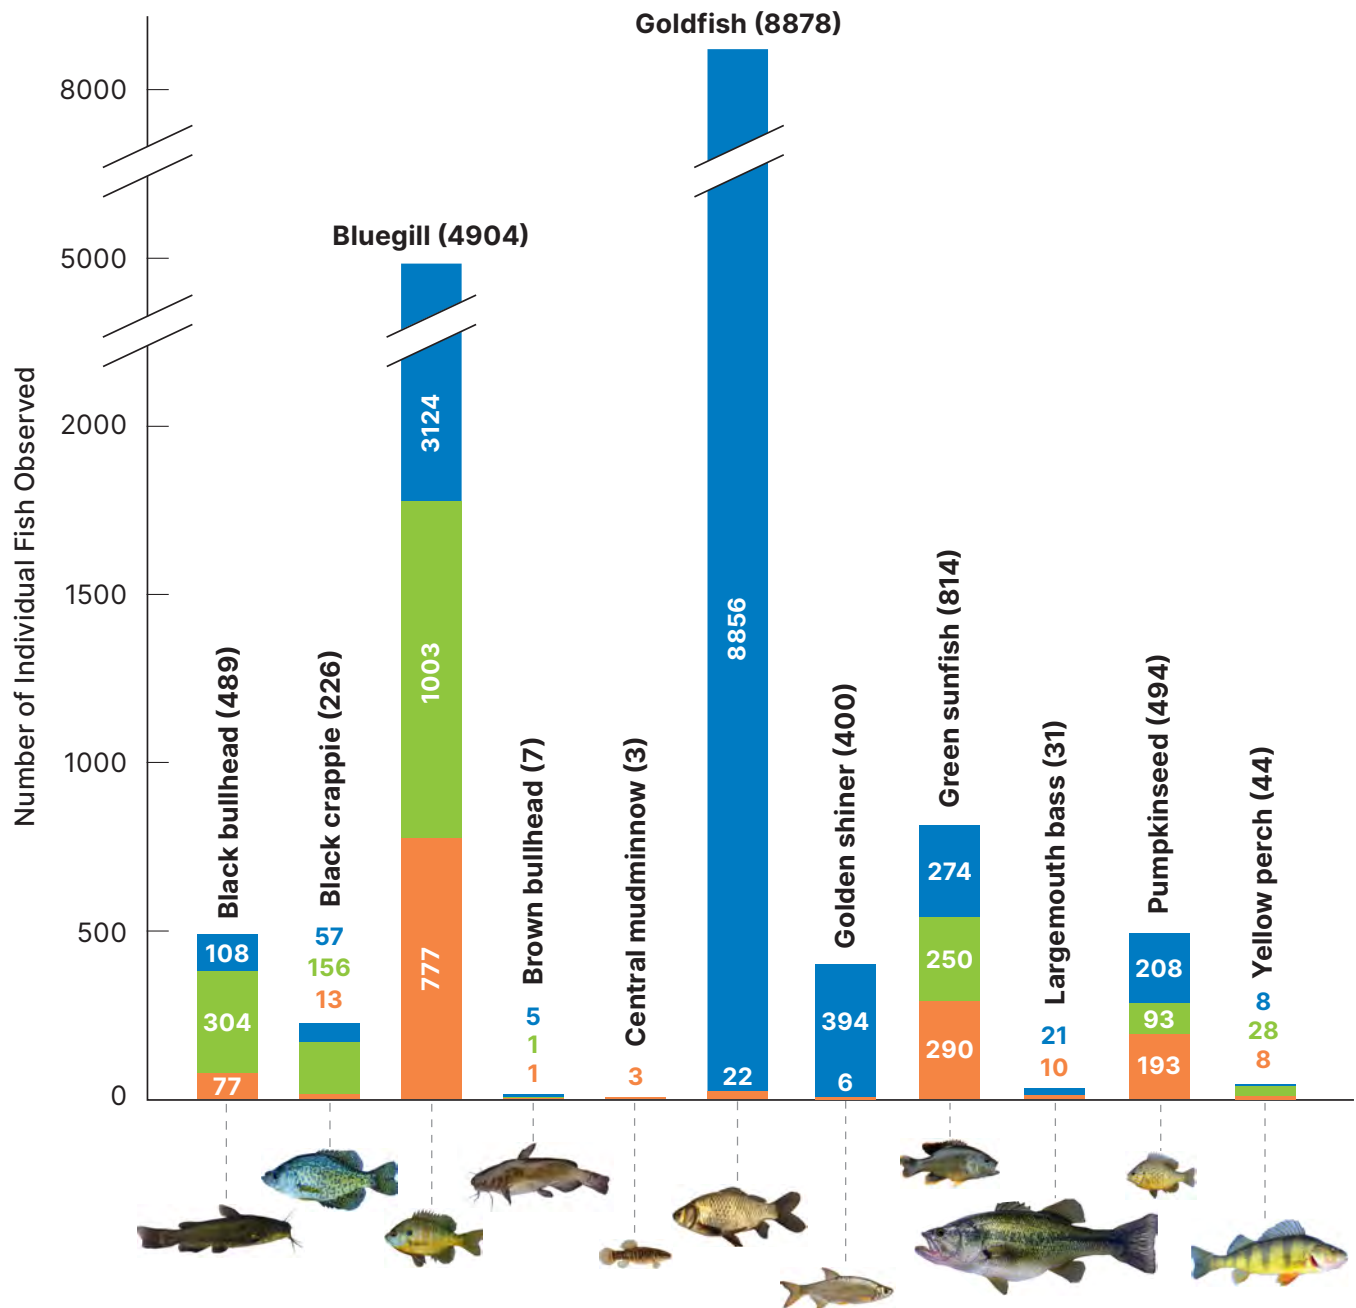 Number of Individual Fish Observed
8000
5000
2000
1500
1000
500
0
Black bullhead (489)
108
304
77
Black crappie (226)
57
156
13
Bluegill (4904)
3124
1003
777
Brown bullhead (7)
5
1
1
Central mudminnow (3)
3
Goldfish (8878)
8856
22
Golden shiner (400)
394
6
Green sunfish (814)
274
250
290
Largemouth bass (31)
21
10
Pumpkinseed (494)
208
93
193
Yellow perch (44)
8
28
8